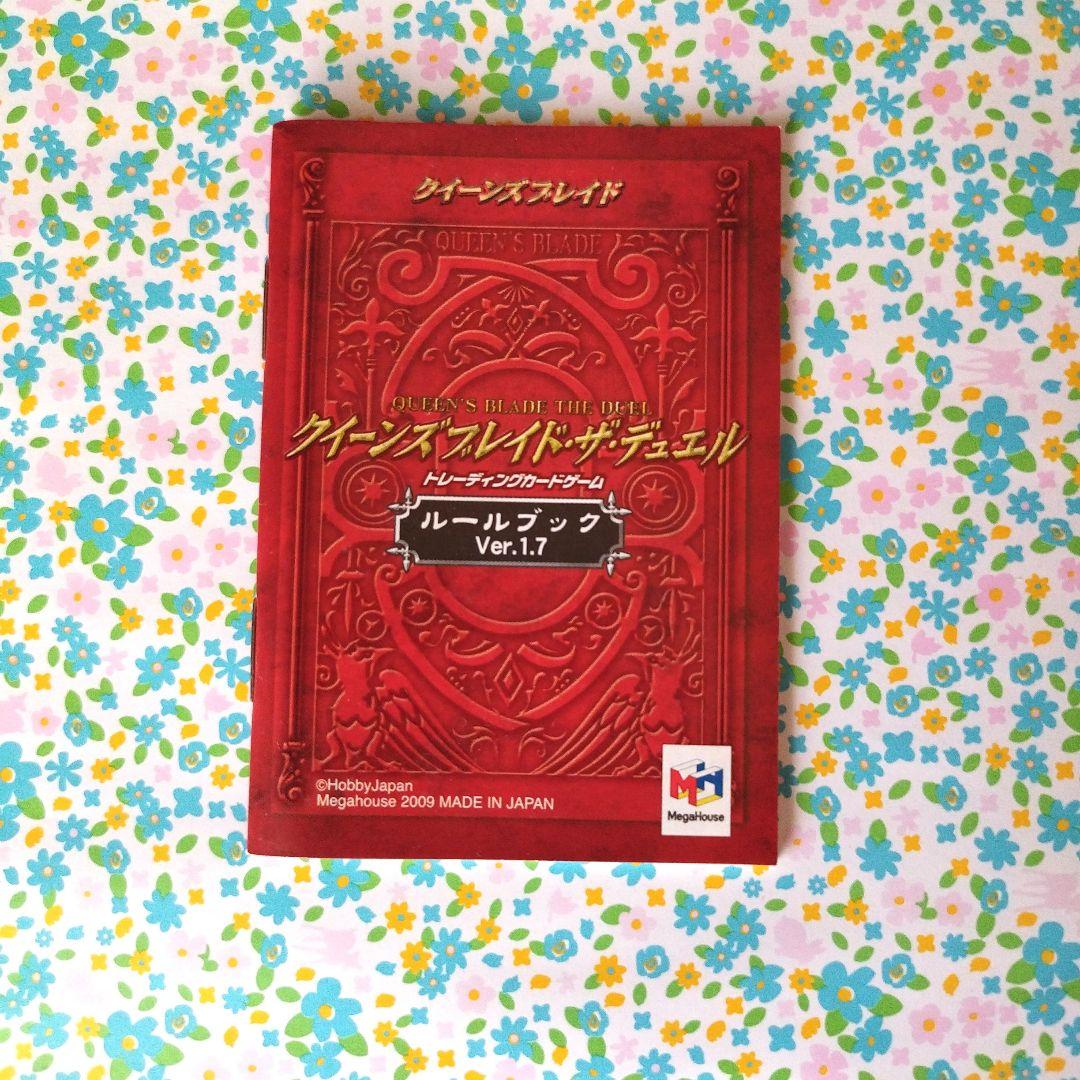 クイーンズブレイド
QUEEN'S BLADE
QUEEN'S BLADE THE DUEL
クイーンズブレイド・ザ・デュエル
トレーディングカードゲーム
ルールブック
Ver.1.7
©HobbyJapan
Megahouse 2009 MADE IN JAPAN
MegaHouse